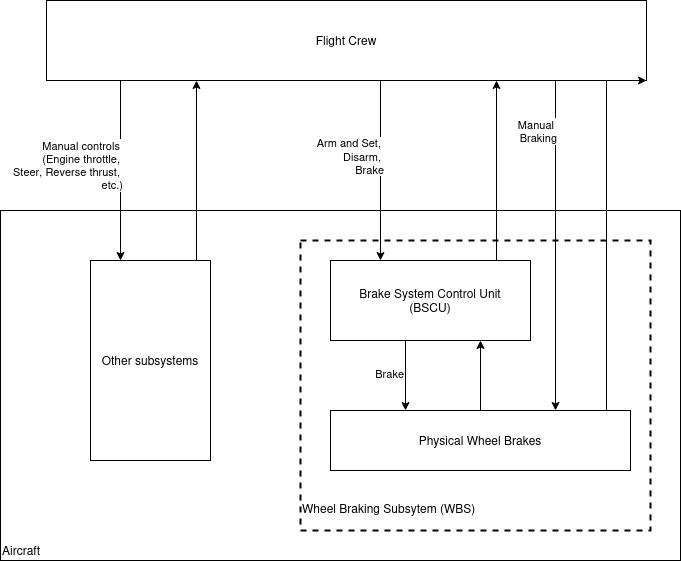 Flight Crew
Manual controls
(Engine throttle,
Steer, Reverse thrust,
etc.)
Arm and Set,
Disarm,
Brake
Manual
Braking
Brake System Control Unit
(BSCU)
Other subsystems
Brake
Physical Wheel Brakes
Wheel Braking Subsytem (WBS)
Aircraft